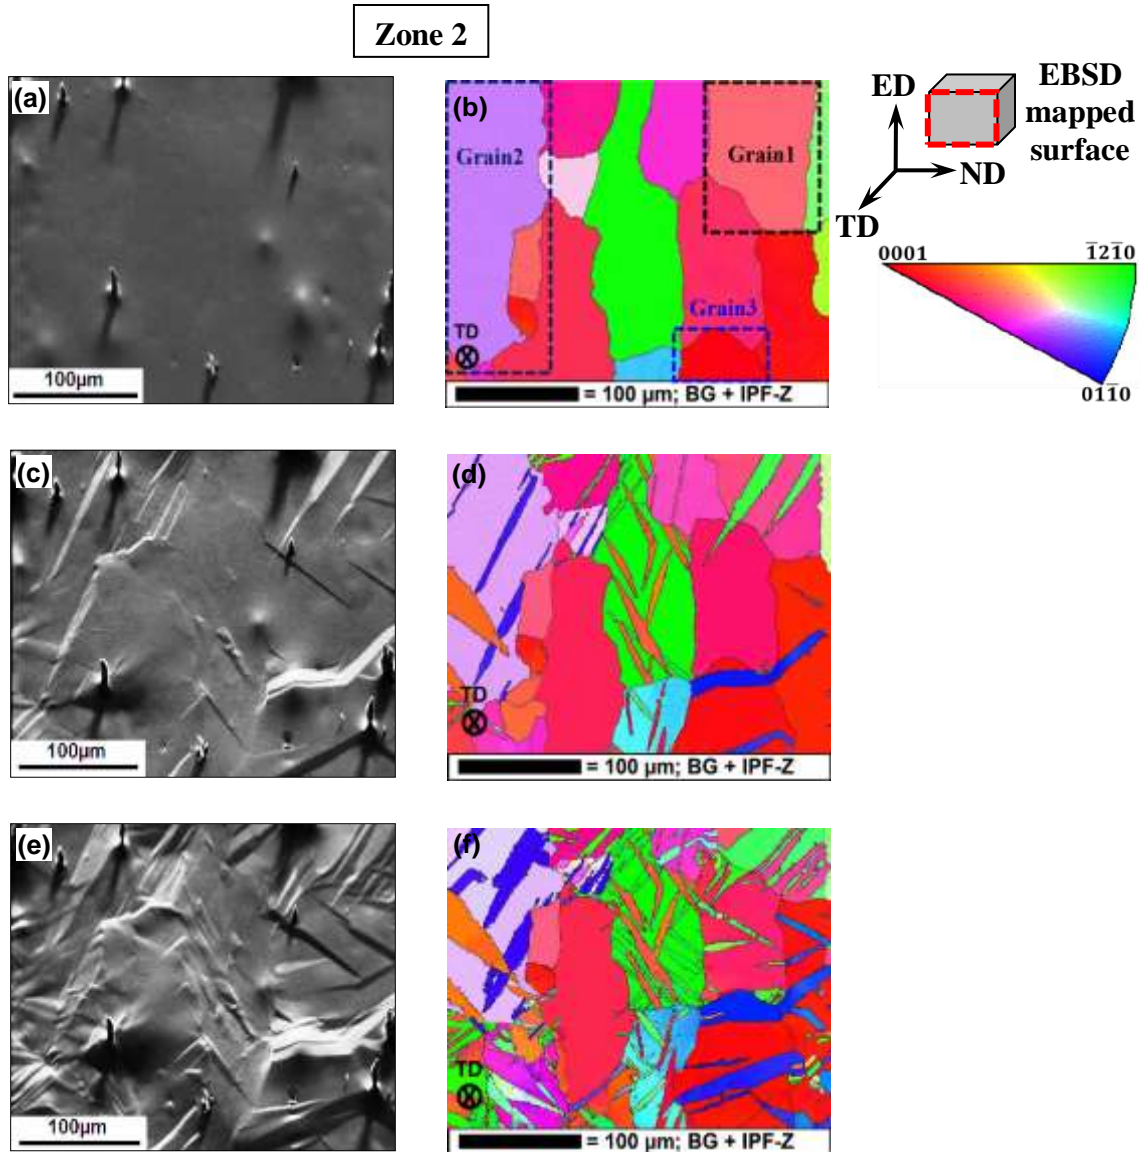 Zone 2
(a)
100µm
(b)
Grain2
Grain1
Grain3
TD
= 100 µm; BG + IPF-Z
ED
ND
TD
EBSD
mapped
surface
0001
1̅21̅0
011̅0
(c)
100µm
(d)
TD
= 100 µm; BG + IPF-Z
(e)
100µm
(f)
TD
= 100 µm; BG + IPF-Z